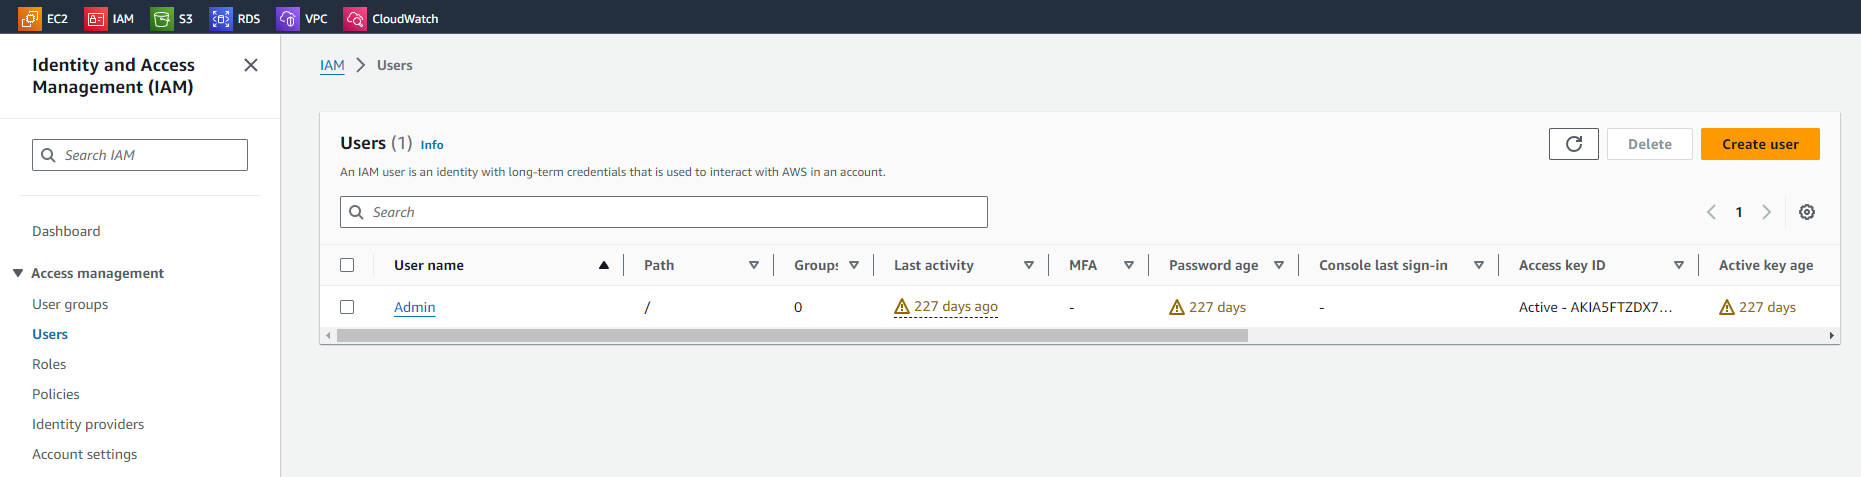 EC2 IAM S3 RDS VPC CloudWatch
Identity and Access
Management (IAM)
Search IAM
Dashboard
Access management
User groups
Users
Roles
Policies
Identity providers
Account settings
IAM > Users
Users (1) Info
Delete
Create user
An IAM user is an identity with long-term credentials that is used to interact with AWS in an account.
Search
1
User name Path Groups Last activity MFA Password age Console last sign-in Access key ID Active key age
Admin / 0 227 days ago - 227 days - Active - AKIA5FTZDX7... 227 days